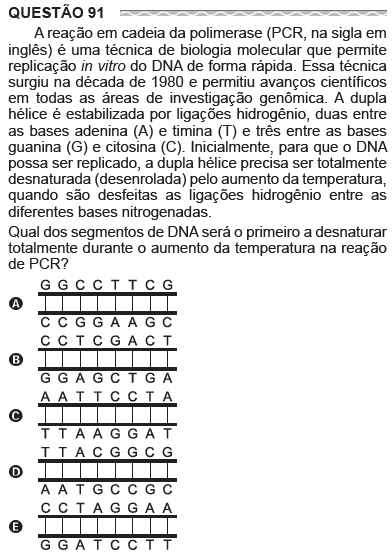 QUESTÃO 91
A reação em cadeia da polimerase (PCR, na sigla em
inglês) é uma técnica de biologia molecular que permite
replicação in vitro do DNA de forma rápida. Essa técnica
surgiu na década de 1980 e permitiu avanços científicos
em todas as áreas de investigação genômica. A dupla
hélice é estabilizada por ligações hidrogênio, duas entre
as bases adenina (A) e timina (T) e três entre as bases
guanina (G) e citosina (C). Inicialmente, para que o DNA
possa ser replicado, a dupla hélice precisa ser totalmente
desnaturada (desenrolada) pelo aumento da temperatura,
quando são desfeitas as ligações hidrogênio entre as
diferentes bases nitrogenadas.
Qual dos segmentos de DNA será o primeiro a desnaturar
totalmente durante o aumento da temperatura na reação
de PCR?
G G C C T T C G
A
C C G G A A G C
C C T C G A C T
B
G G A G C T G A
A A T T C C T A
C
T T A A G G A T
T T A C G G C G
D
A A T G C C G C
C C T A G G A A
E
G G A T C C T T